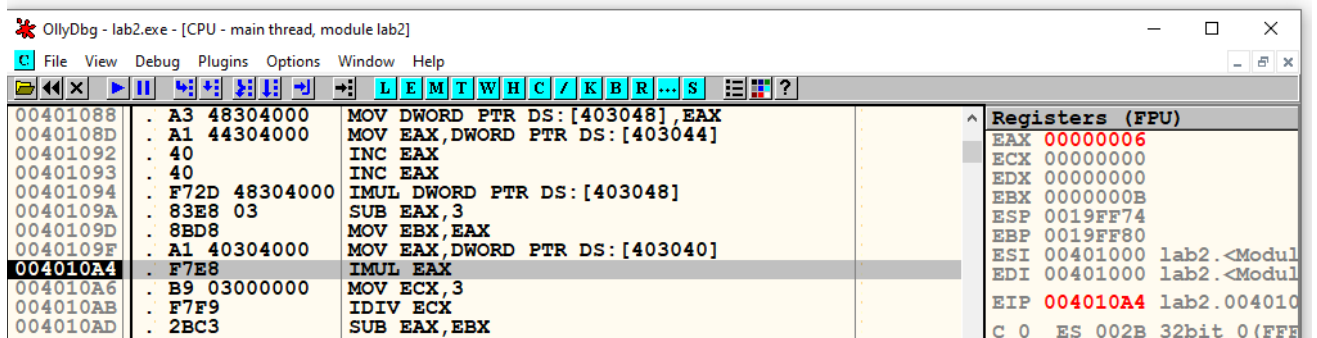 OllyDbg - lab2.exe - [CPU - main thread, module lab2]
C File View Debug Plugins Options Window Help
L E M T W H C / K B R ... S ?
00401088 . A3 48304000 MOV DWORD PTR DS:[403048],EAX
0040108D . A1 44304000 MOV EAX,DWORD PTR DS:[403044]
00401092 . 40 INC EAX
00401093 . 40 INC EAX
00401094 . F72D 48304000 IMUL DWORD PTR DS:[403048]
0040109A . 83E8 03 SUB EAX,3
0040109D . 8BD8 MOV EBX,EAX
0040109F . A1 40304000 MOV EAX,DWORD PTR DS:[403040]
004010A4 . F7E8 IMUL EAX
004010A6 . B9 03000000 MOV ECX,3
004010AB . F7F9 IDIV ECX
004010AD . 2BC3 SUB EAX,EBX
Registers (FPU)
EAX 00000006
ECX 00000000
EDX 00000000
EBX 0000000B
ESP 0019FF74
EBP 0019FF80
ESI 00401000 lab2.<Modul
EDI 00401000 lab2.<Modul
EIP 004010A4 lab2.004010
C 0 ES 002B 32bit 0(FFF